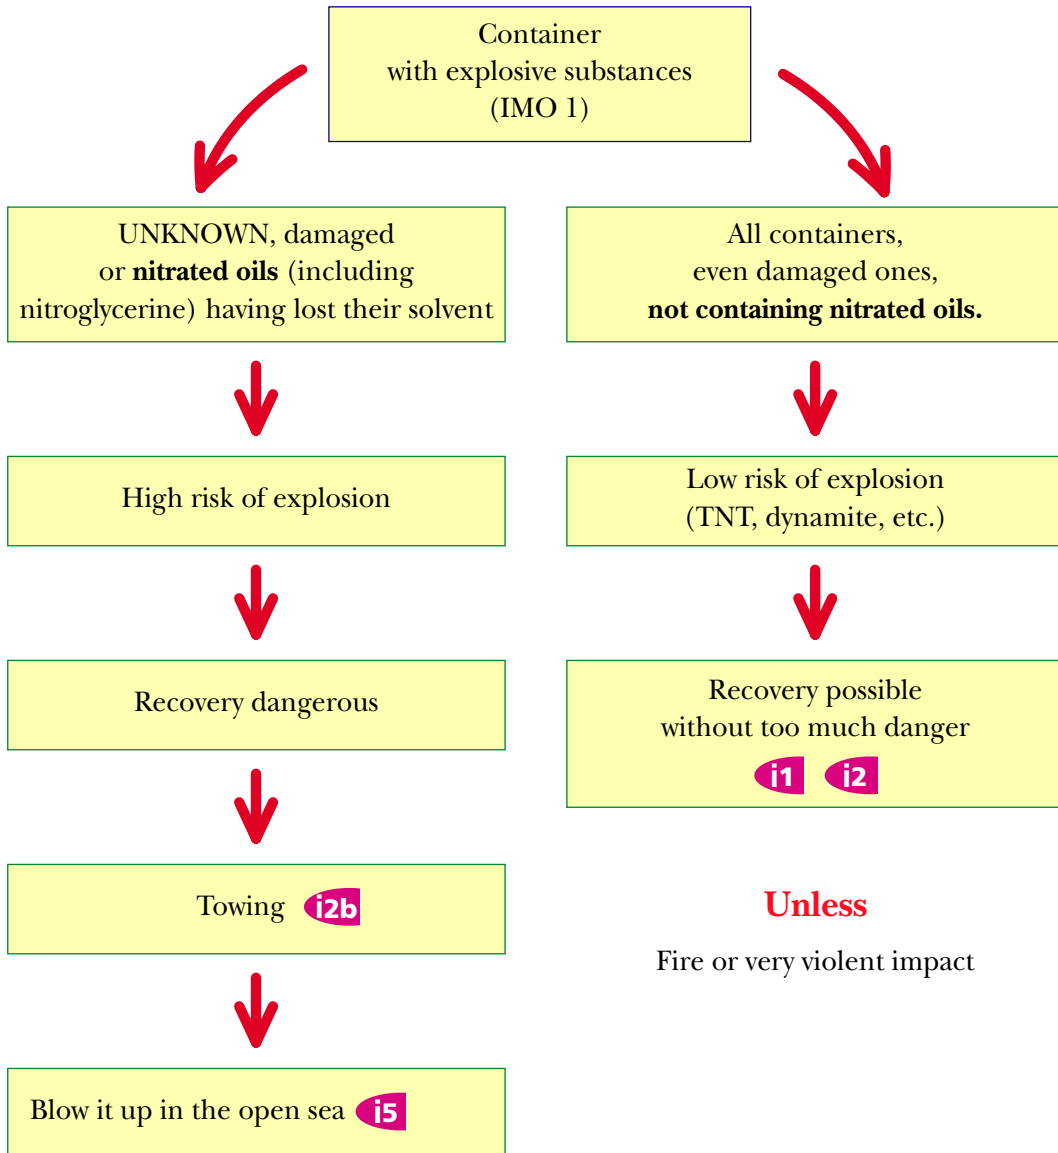 Container
with explosive substances
(IMO 1)
UNKNOWN, damaged
or nitrated oils (including
nitroglycerine) having lost their solvent
All containers,
even damaged ones,
not containing nitrated oils.
High risk of explosion
Low risk of explosion
(TNT, dynamite, etc.)
Recovery dangerous
Recovery possible
without too much danger
i1 i2
Towing i2b
Unless
Fire or very violent impact
Blow it up in the open sea i5